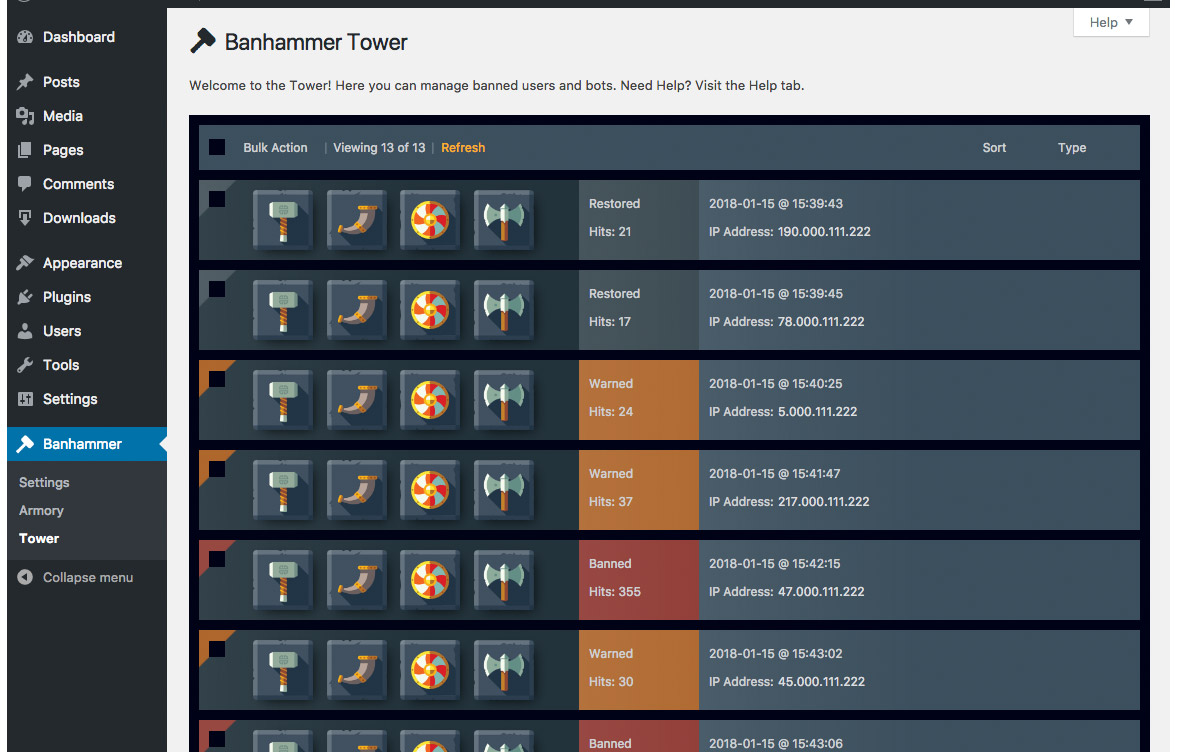 Help ▼
Dashboard
Posts
Media
Pages
Comments
Downloads
Appearance
Plugins
Users
Tools
Settings
Banhammer
Settings
Armory
Tower
Collapse menu
Banhammer Tower
Welcome to the Tower! Here you can manage banned users and bots. Need Help? Visit the Help tab.
Bulk Action | Viewing 13 of 13 | Refresh Sort Type
Restored 2018-01-15 @ 15:39:43
Hits: 21 IP Address: 190.000.111.222
Restored 2018-01-15 @ 15:39:45
Hits: 17 IP Address: 78.000.111.222
Warned 2018-01-15 @ 15:40:25
Hits: 24 IP Address: 5.000.111.222
Warned 2018-01-15 @ 15:41:47
Hits: 37 IP Address: 217.000.111.222
Banned 2018-01-15 @ 15:42:15
Hits: 355 IP Address: 47.000.111.222
Warned 2018-01-15 @ 15:43:02
Hits: 30 IP Address: 45.000.111.222
Banned 2018-01-15 @ 15:43:06